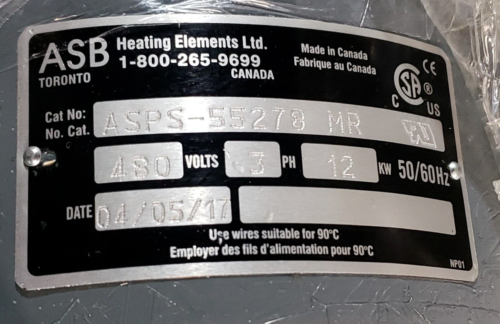 ASB Heating Elements Ltd.
TORONTO 1-800-265-9699
CANADA
Made in Canada
Fabrique au Canada
CSA
C US
CE
Cat No: ASPS-55278 MR
No. Cat.
480 VOLTS 3 PH 12 KW 50/60Hz
DATE 04/05/17
Use wires suitable for 90°C
Employer des fils d'alimentation pour 90°C
NP01